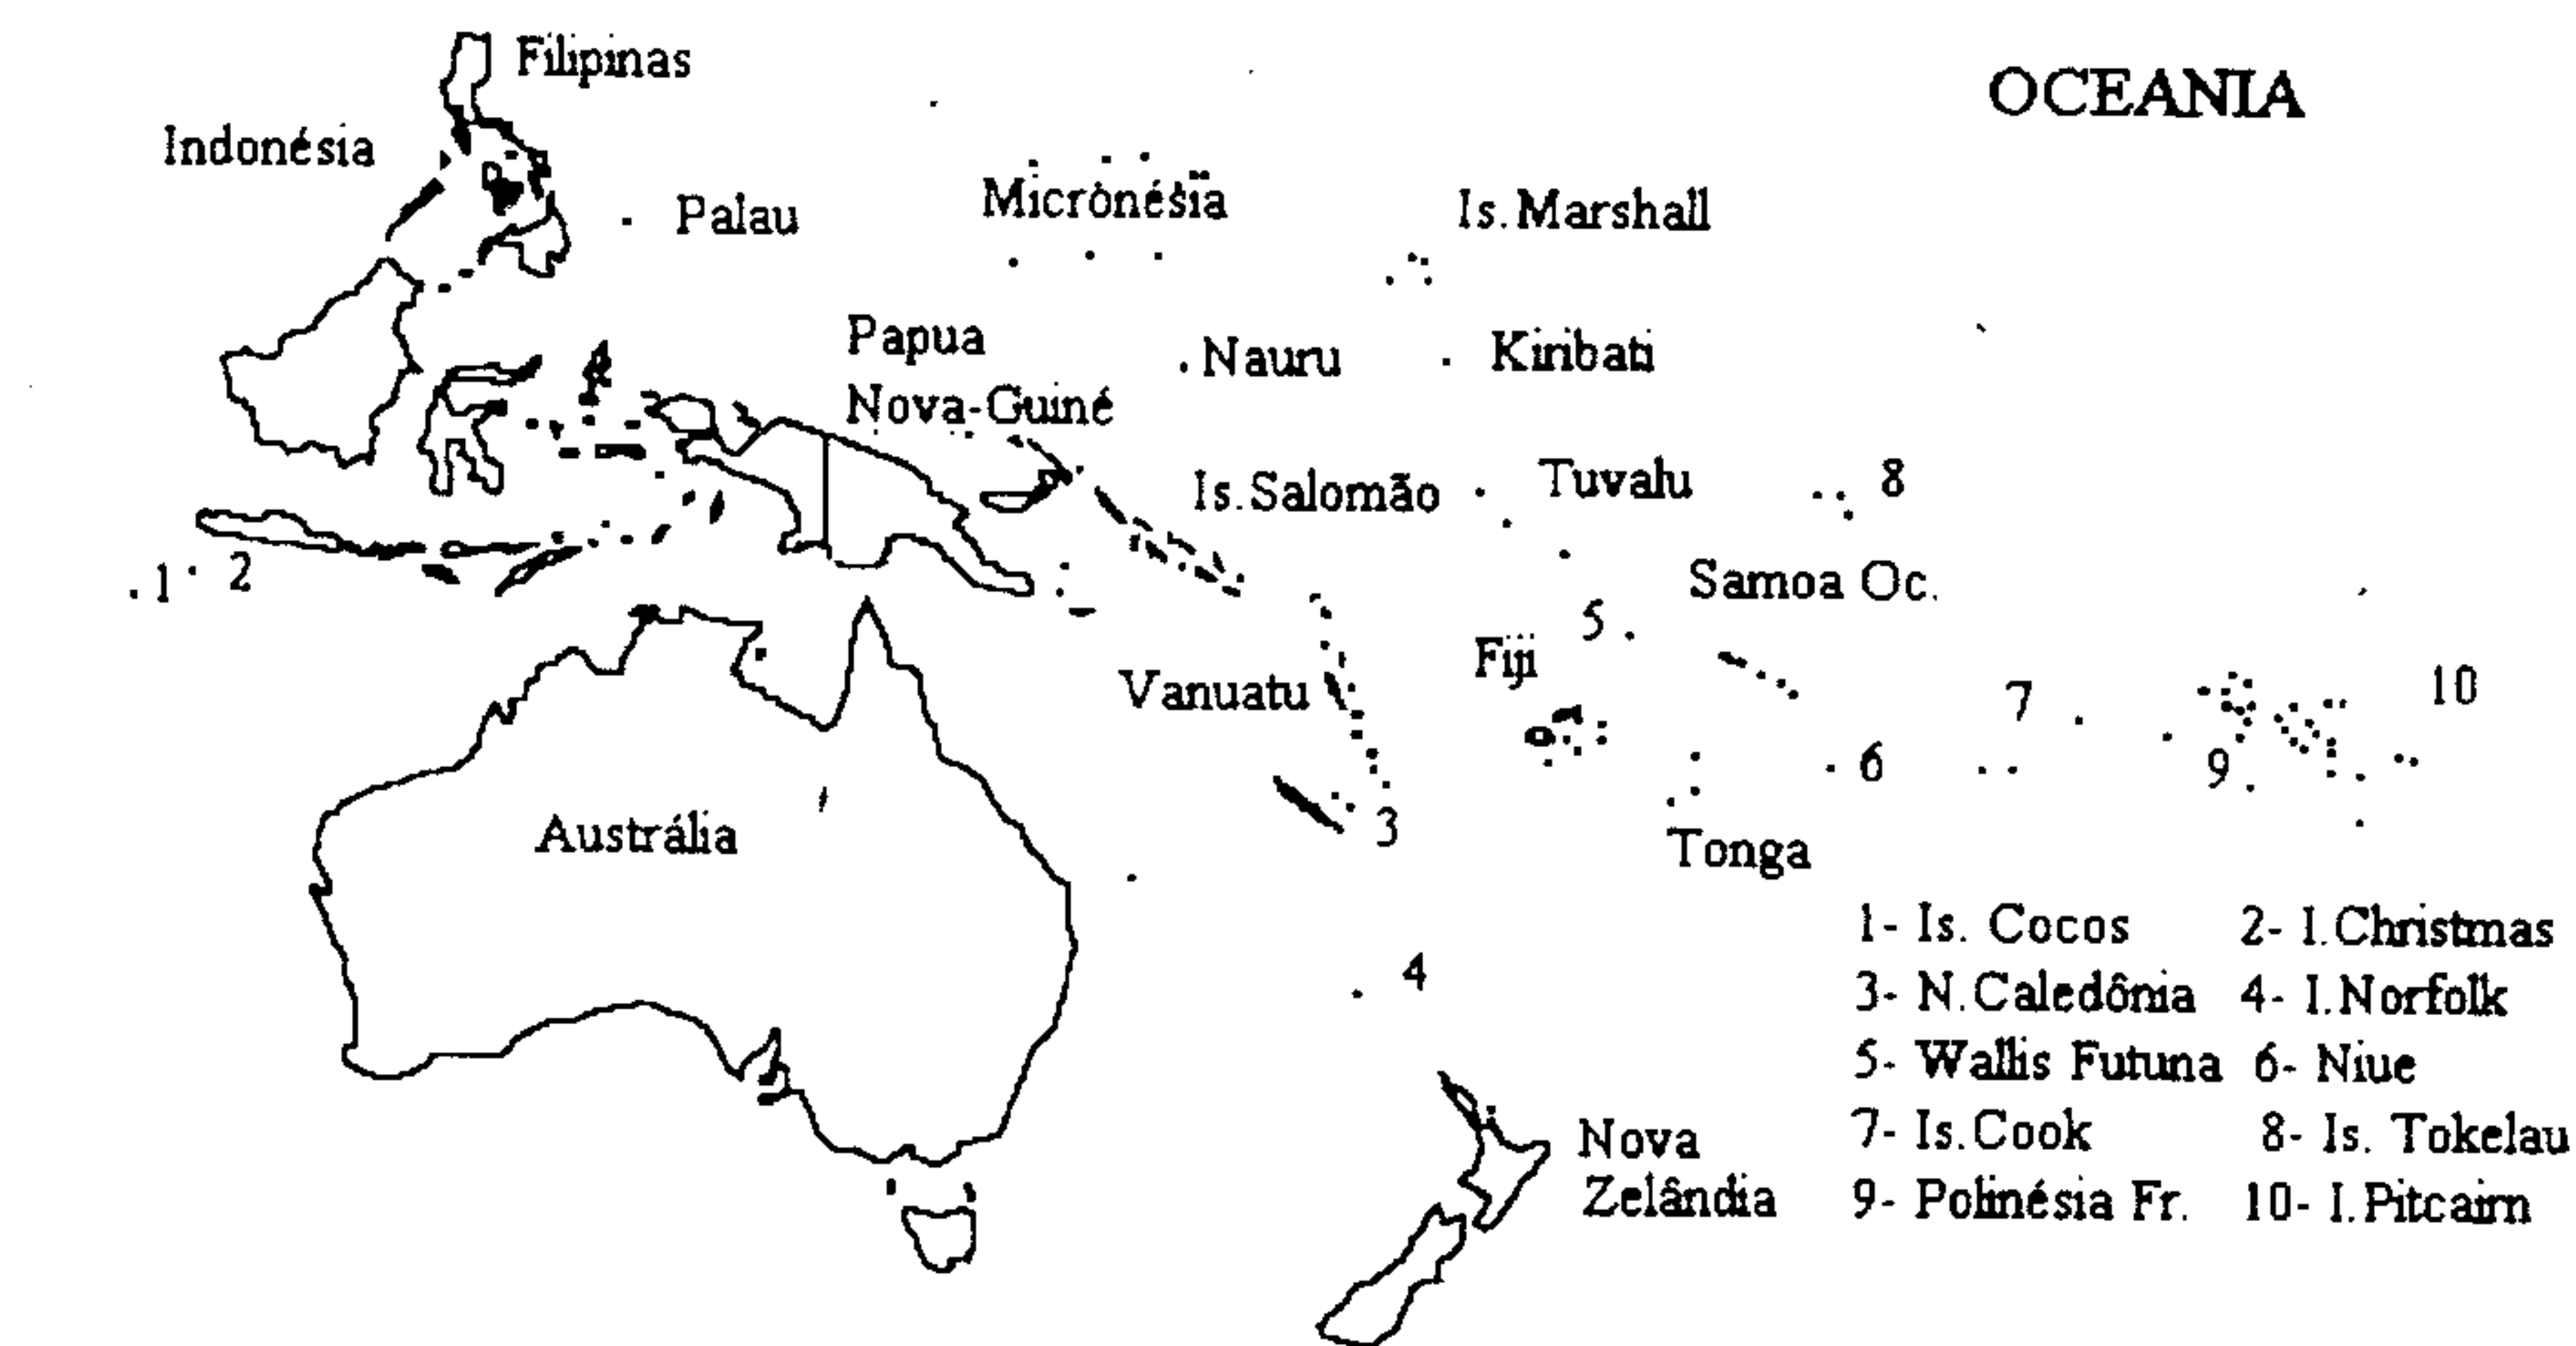 OCEANIA
Filipinas
Indonésia
Palau
Micronésia
Is. Marshall
Papua
Nova-Guiné
Nauru
Kiribati
Is. Salomão
Tuvalu
8
1
2
Samoa Oc.
5
Fiji
Vanuatu
7
10
6
9
Austrália
3
Tonga
4
Nova
Zelândia
1- Is. Cocos 2- I. Christmas
3- N. Caledônia 4- I. Norfolk
5- Wallis Futuna 6- Niue
7- Is. Cook 8- Is. Tokelau
9- Polinésia Fr. 10- I. Pitcairn